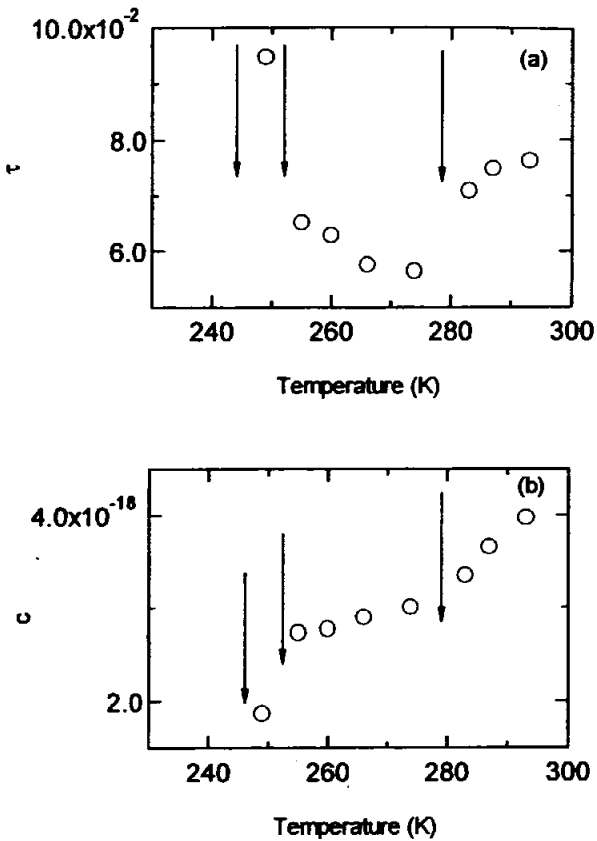 10.0x10⁻²
(a)
8.0
τ
6.0
240 260 280 300
Temperature (K)
(b)
4.0x10⁻¹⁸
c
2.0
240 260 280 300
Temperature (K)